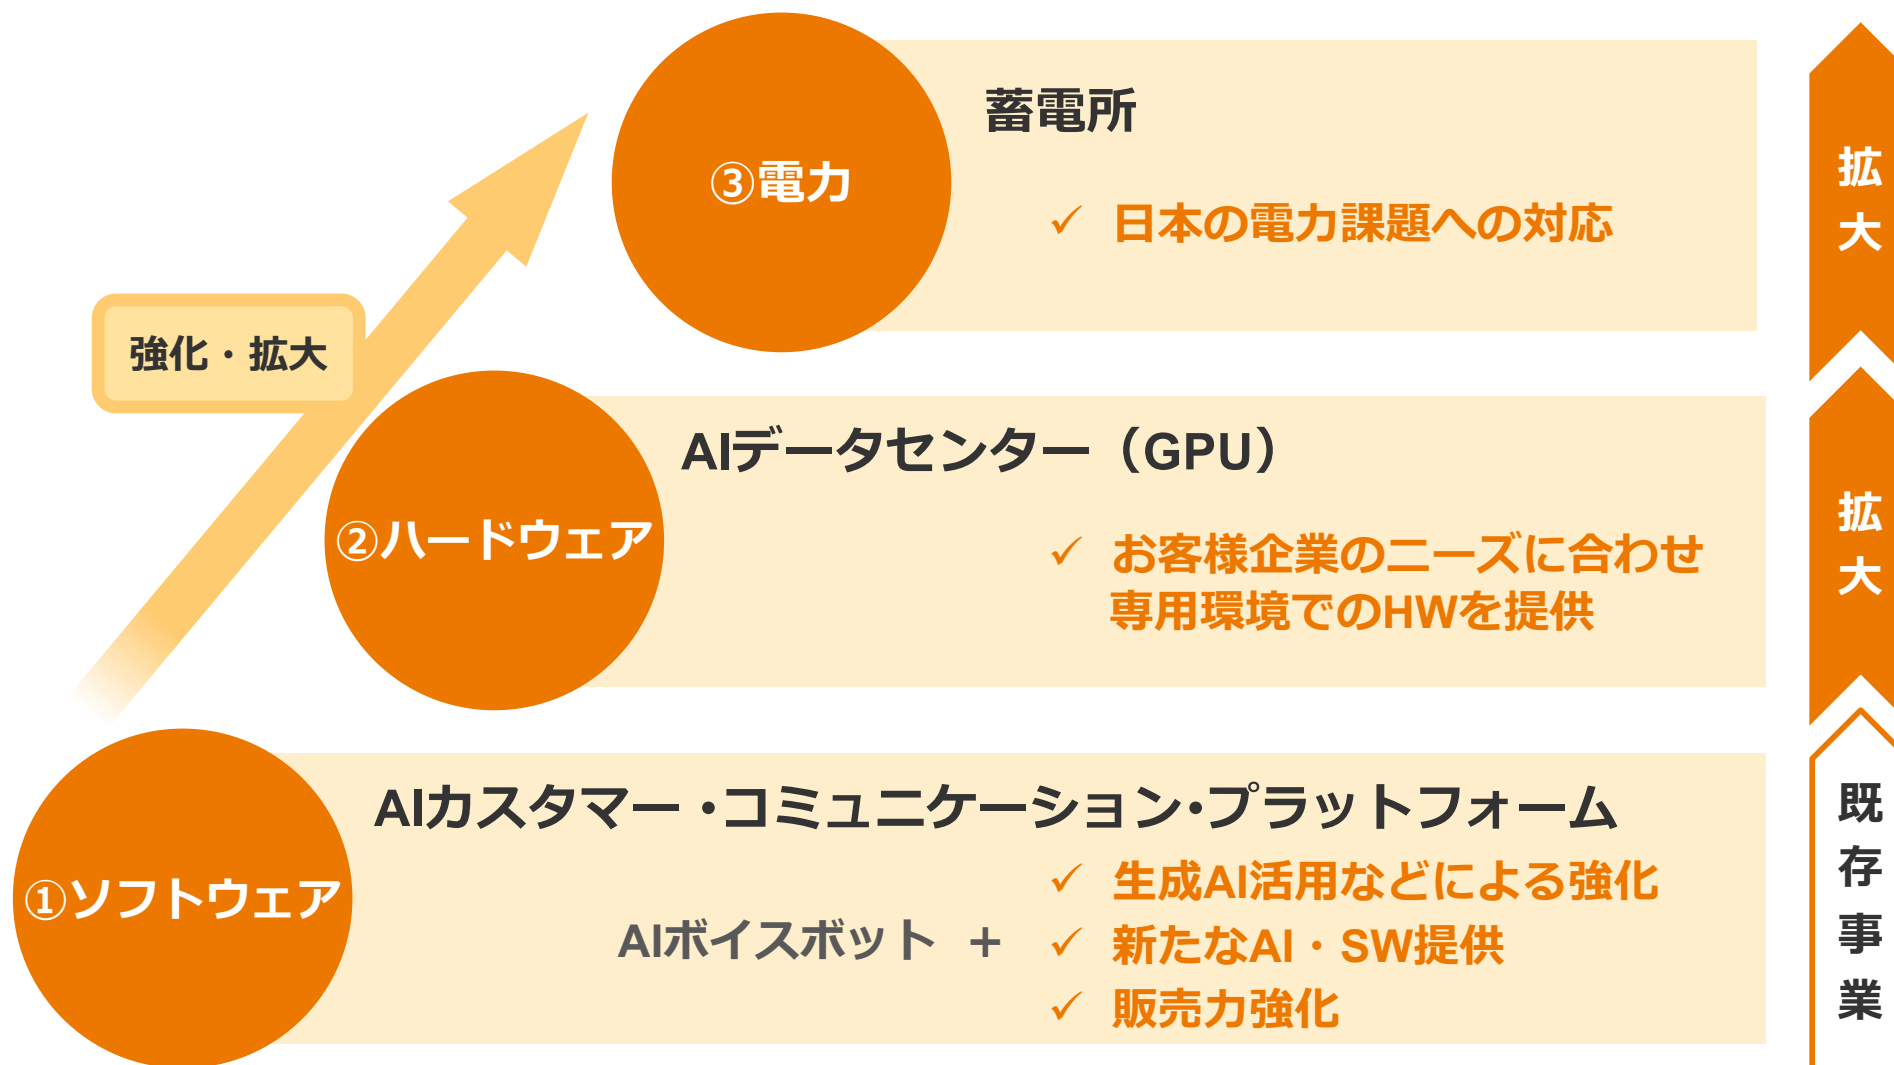 ③電力
蓄電所
✓ 日本の電力課題への対応
拡大
強化・拡大
②ハードウェア
AIデータセンター（GPU）
✓ お客様企業のニーズに合わせ
専用環境でのHWを提供
拡大
①ソフトウェア
AIカスタマー・コミュニケーション・プラットフォーム
AIボイスボット +
✓ 生成AI活用などによる強化
✓ 新たなAI・SW提供
✓ 販売力強化
既存事業